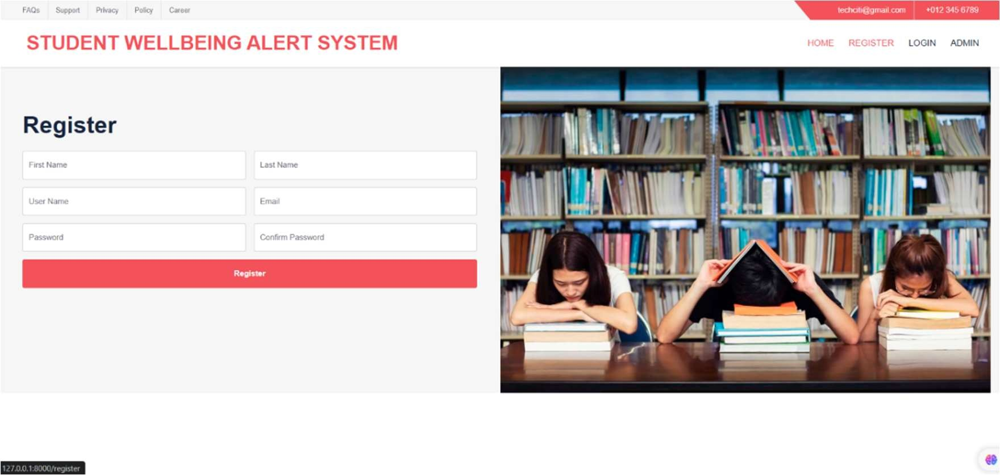 FAQs Support Privacy Policy Career techciti@gmail.com +012 345 6789
STUDENT WELLBEING ALERT SYSTEM HOME REGISTER LOGIN ADMIN
Register
First Name Last Name
User Name Email
Password Confirm Password
Register
127.0.0.1:8000/register